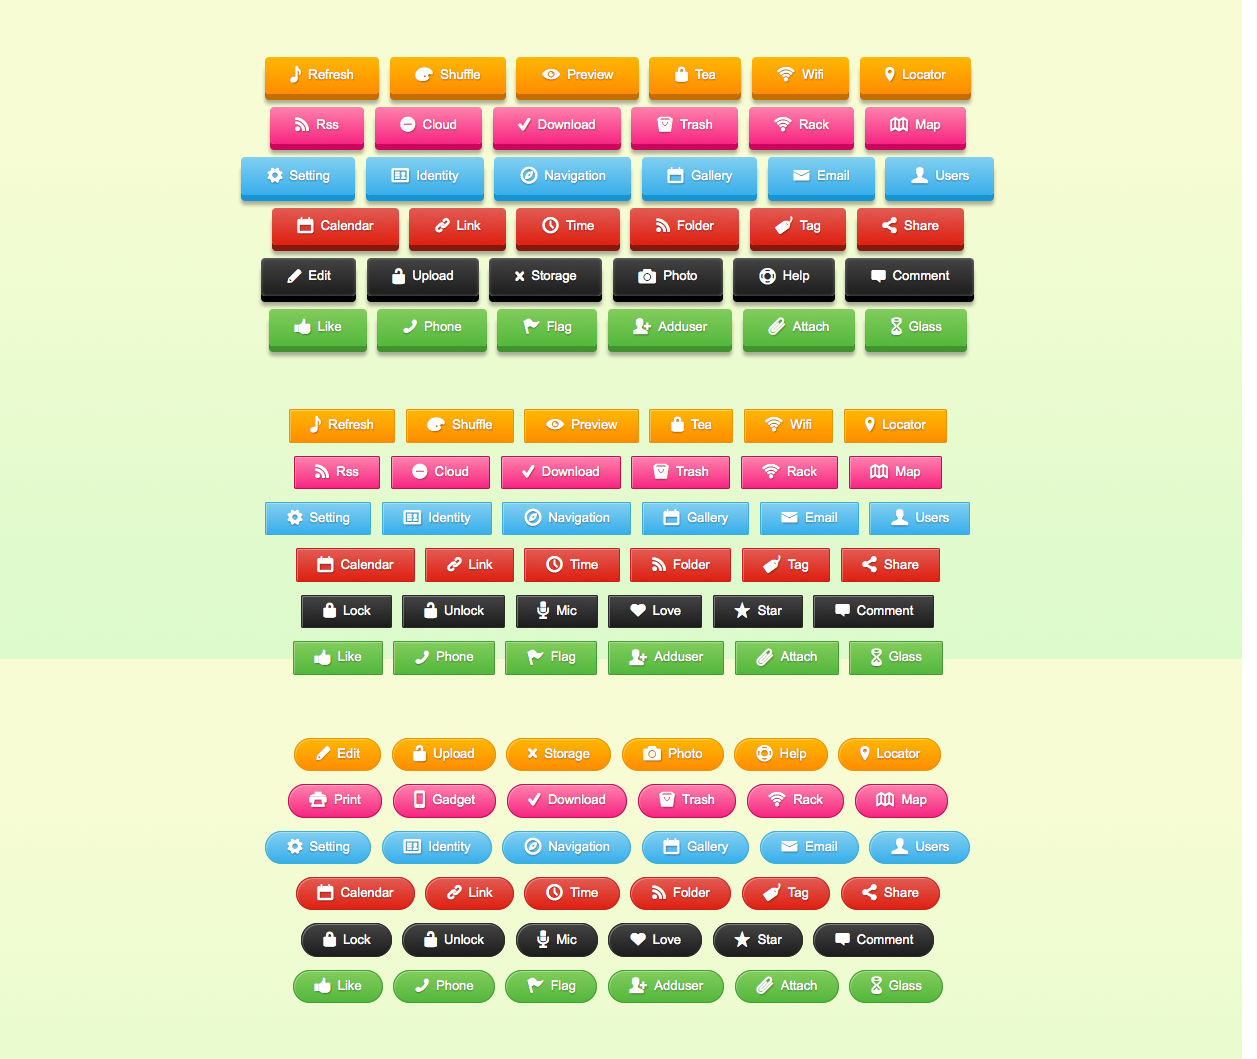 Refresh Shuffle Preview Tea Wifi Locator
Rss Cloud Download Trash Rack Map
Setting Identity Navigation Gallery Email Users
Calendar Link Time Folder Tag Share
Edit Upload Storage Photo Help Comment
Like Phone Flag Adduser Attach Glass
Refresh Shuffle Preview Tea Wifi Locator
Rss Cloud Download Trash Rack Map
Setting Identity Navigation Gallery Email Users
Calendar Link Time Folder Tag Share
Lock Unlock Mic Love Star Comment
Like Phone Flag Adduser Attach Glass
Edit Upload Storage Photo Help Locator
Print Gadget Download Trash Rack Map
Setting Identity Navigation Gallery Email Users
Calendar Link Time Folder Tag Share
Lock Unlock Mic Love Star Comment
Like Phone Flag Adduser Attach Glass